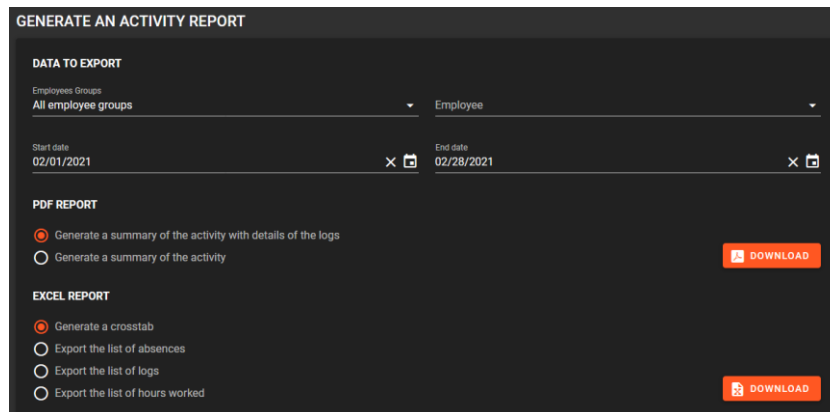 GENERATE AN ACTIVITY REPORT
DATA TO EXPORT
Employees Groups
All employee groups
Employee
Start date
02/01/2021
End date
02/28/2021
PDF REPORT
Generate a summary of the activity with details of the logs
Generate a summary of the activity
DOWNLOAD
EXCEL REPORT
Generate a crosstab
Export the list of absences
Export the list of logs
Export the list of hours worked
DOWNLOAD